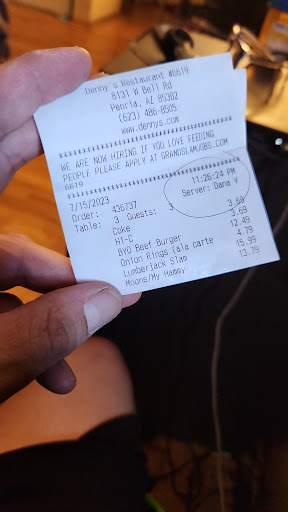 Denny's Restaurant #6619
8131 W Bell Rd
Peoria, AZ 85382
(623) 486-8505
www.dennys.com
WE ARE NOW HIRING IF YOU LOVE FEEDING
PEOPLE PLEASE APPLY AT GRANDSLAMJOBS.COM
6619
7/15/2023 11:26:24 PM
Order: 436737 Server: Dana V
Table: 3 Guests: 3
Coke 3.69
Hi-C 3.69
BYO Beef Burger 12.49
Onion Rings (ala carte 4.79
Lumberjack Slam 15.99
Moons/My Hammy 13.79